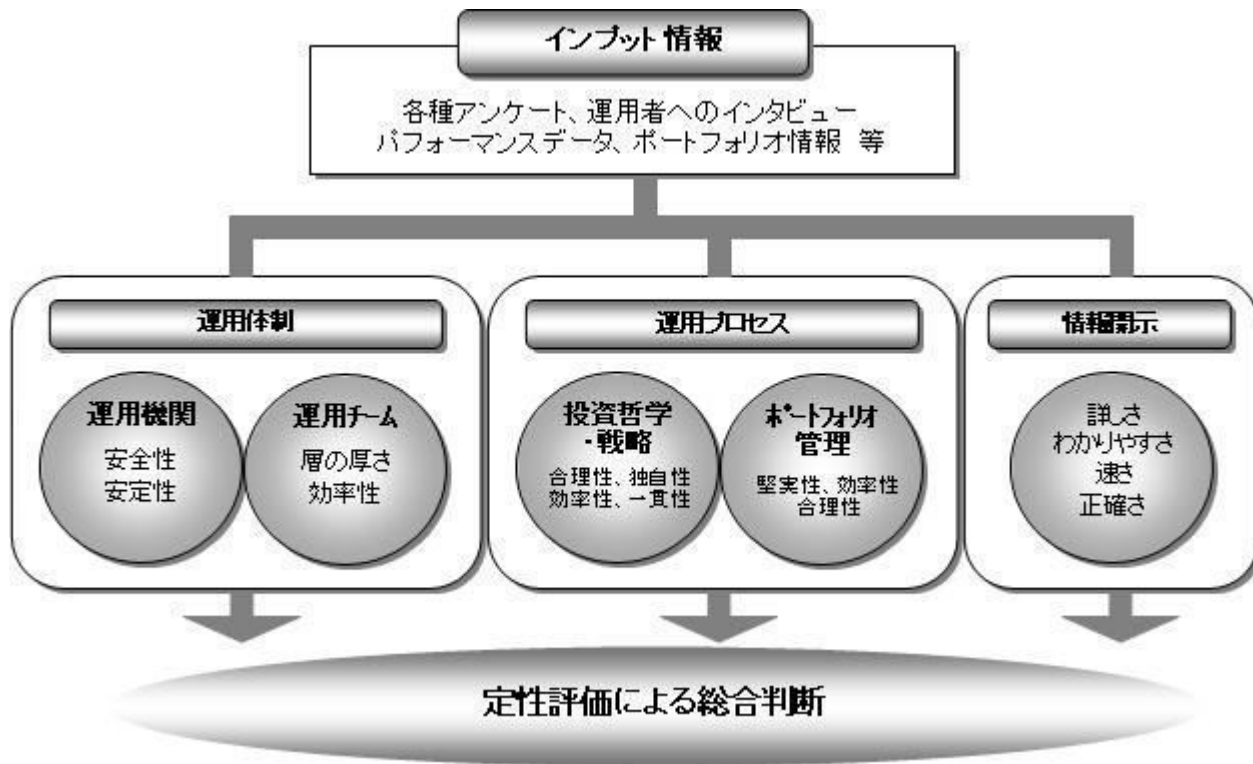 インプット 情報
各種アンケート、運用者へのインタビュー
パフォーマンスデータ、ポートフォリオ情報 等
運用体制
運用機関
安全性
安定性
運用チーム
層の厚さ
効率性
運用プロセス
投資哲学
・戦略
合理性、独自性
効率性、一貫性
ポートフォリオ
管理
堅実性、効率性
合理性
情報開示
詳しさ
わかりやすさ
速さ
正確さ
定性評価による総合判断